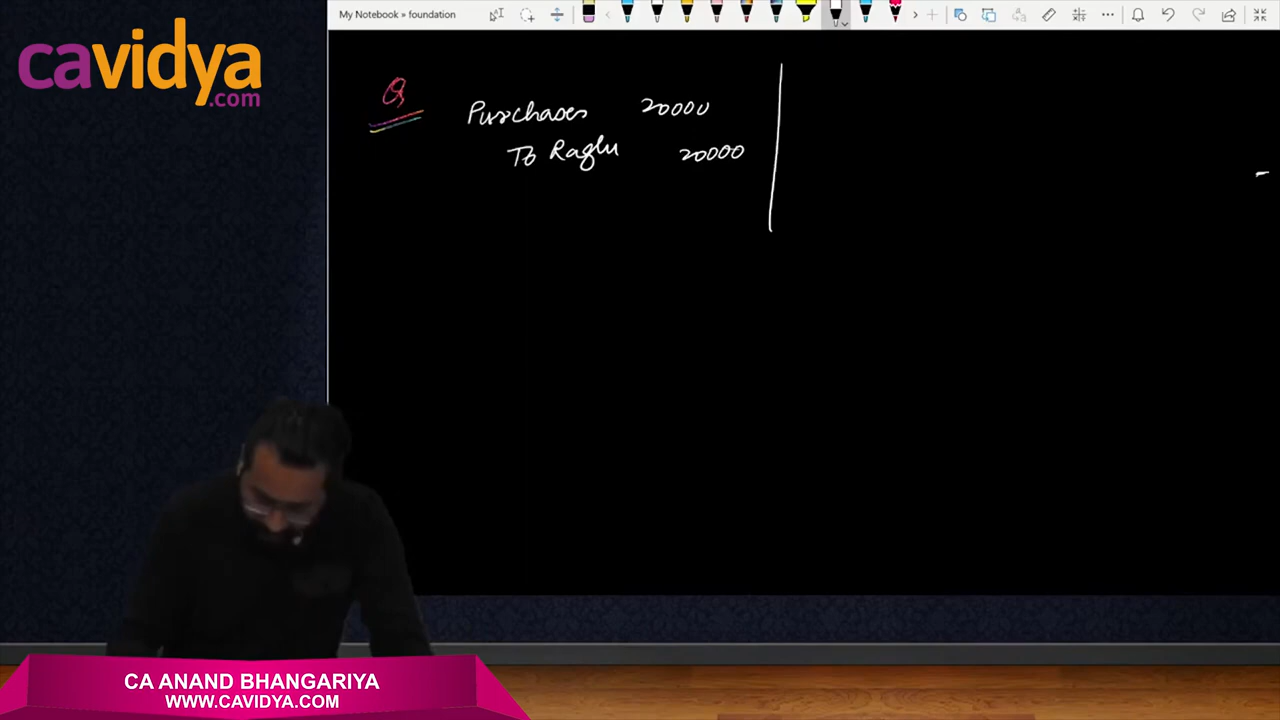 cavidya
.com
My Notebook » foundation
Q
Purchases 20000
To Raghu 20000
CA ANAND BHANGARIYA
WWW.CAVIDYA.COM